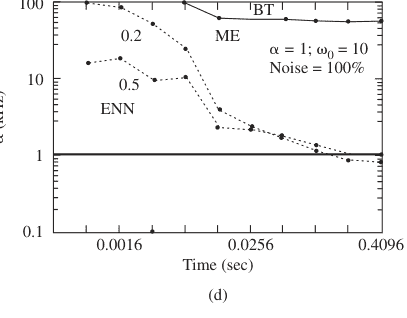 100
BT
0.2
ME
α = 1; ω0 = 10
Noise = 100%
10
0.5
ENN
α (kHz)
1
0.1
0.0016
0.0256
0.4096
Time (sec)
(d)